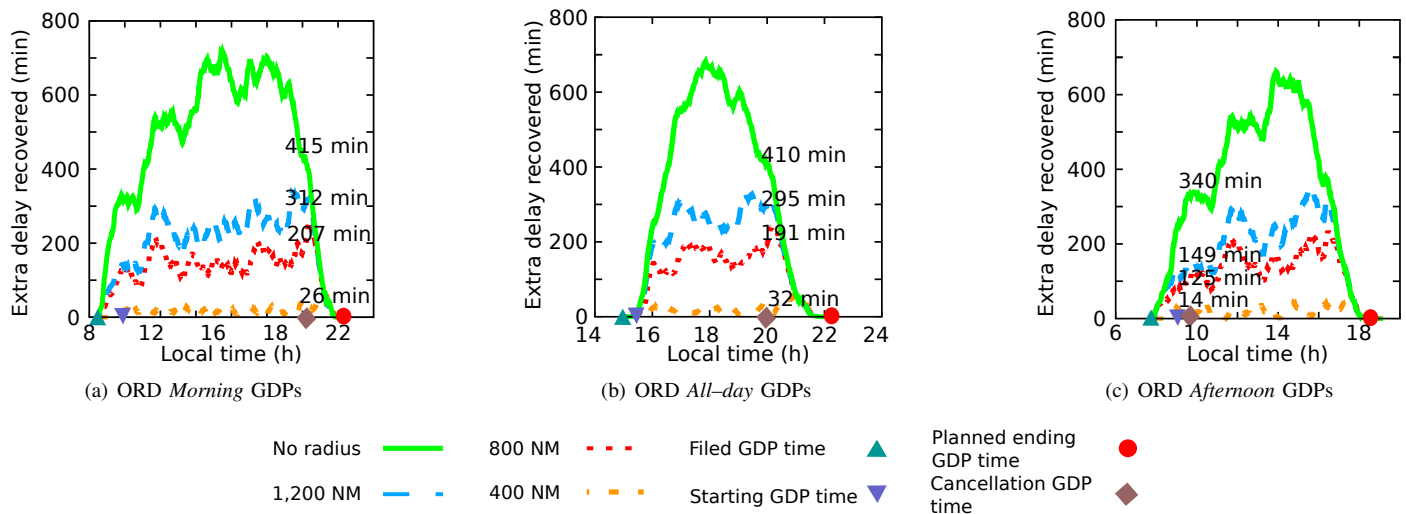 800
600
400
200
0
Extra delay recovered (min)
415 min
312 min
207 min
26 min
8 12 16 18 22
Local time (h)
(a) ORD Morning GDPs
800
600
400
200
0
Extra delay recovered (min)
410 min
295 min
191 min
32 min
14 16 18 20 22 24
Local time (h)
(b) ORD All–day GDPs
800
600
400
200
0
Extra delay recovered (min)
340 min
149 min
125 min
14 min
6 10 14 18
Local time (h)
(c) ORD Afternoon GDPs
No radius
1,200 NM
800 NM
400 NM
Filed GDP time
Starting GDP time
Planned ending
GDP time
Cancellation GDP
time